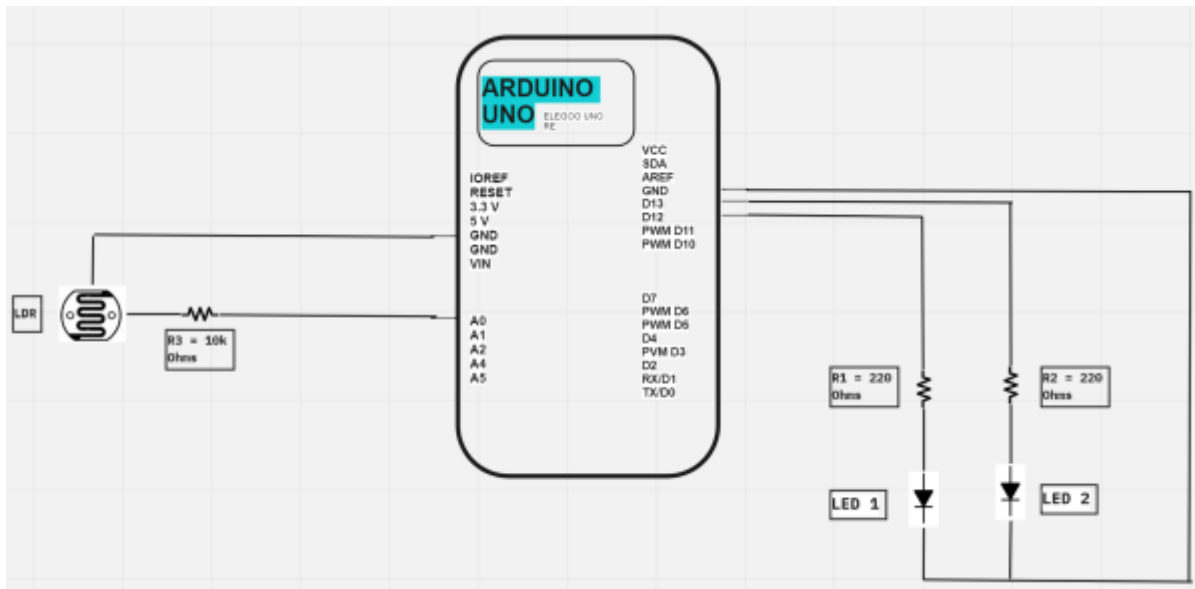 ARDUINO
UNO
ELEGOO UNO
RE
VCC
SDA
AREF
GND
D13
D12
PWM D11
PWM D10
IOREF
RESET
3.3 V
5 V
GND
GND
VIN
LDR
R3 = 10k
Ohms
A0
A1
A2
A4
A5
D7
PWM D6
PWM D5
D4
PVM D3
D2
RX/D1
TX/D0
R1 = 220
Ohms
R2 = 220
Ohms
LED 1
LED 2